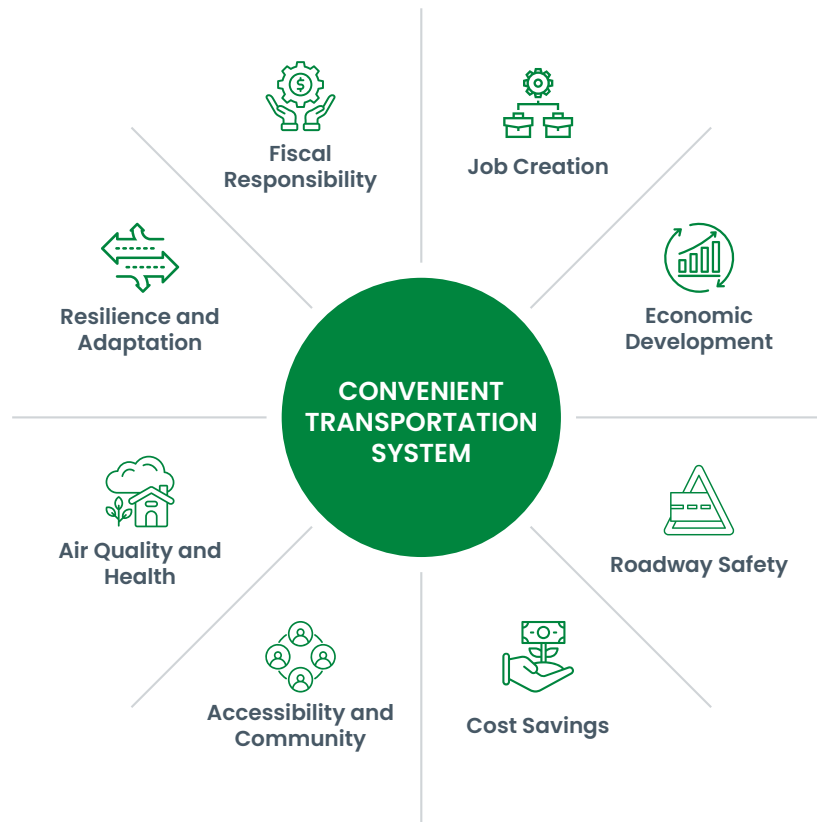 Fiscal
Responsibility
Job Creation
Resilience and
Adaptation
Economic
Development
CONVENIENT
TRANSPORTATION
SYSTEM
Air Quality and
Health
Roadway Safety
Accessibility and
Community
Cost Savings
$